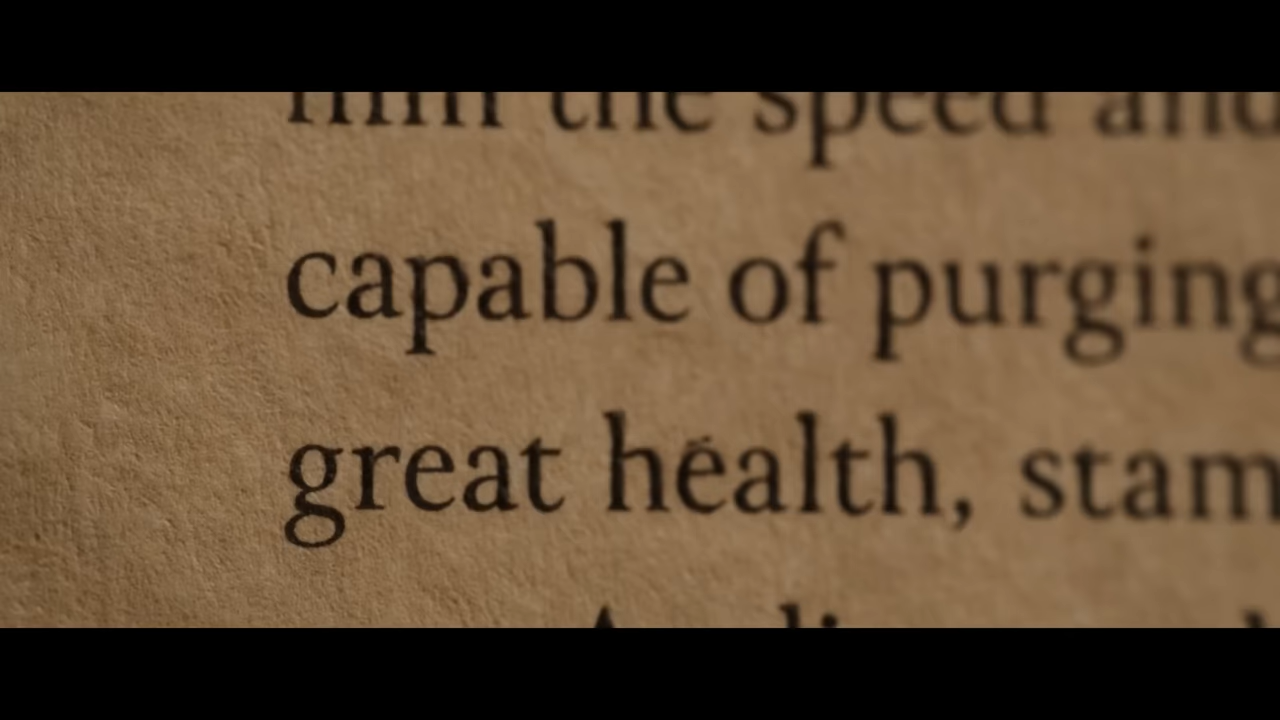 him the speed and
capable of purging
great health, stam